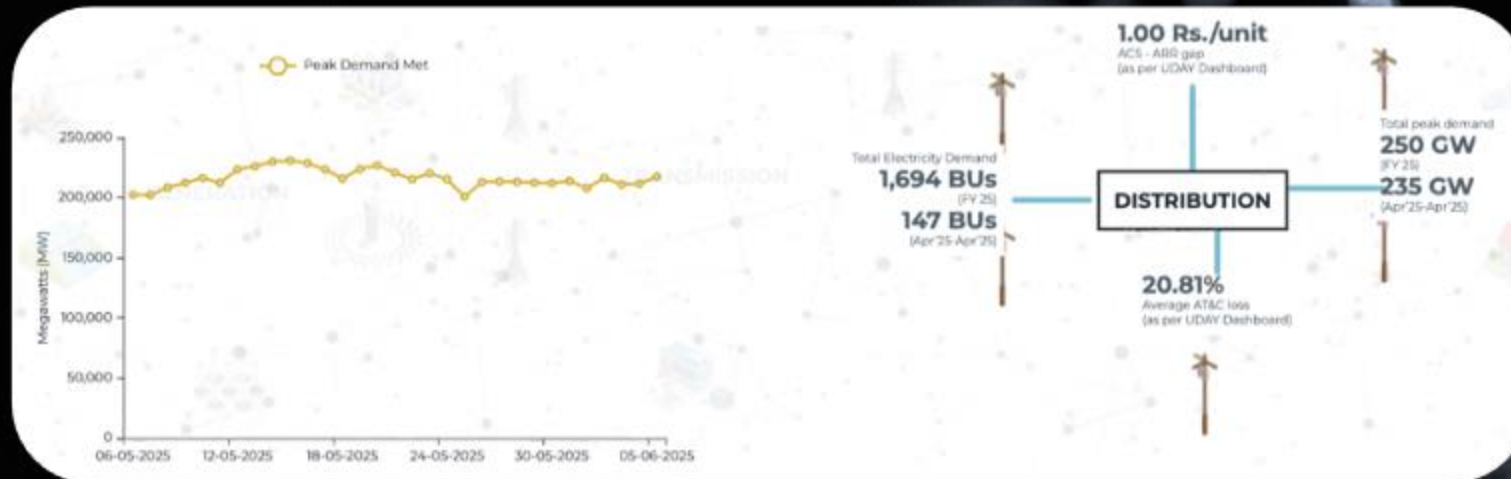 Peak Demand Met
250,000
200,000
150,000
100,000
50,000
0
Megawatts (MW)
06-05-2025 12-05-2025 18-05-2025 24-05-2025 30-05-2025 05-06-2025
GENERATION
TRANSMISSION
1.00 Rs./unit
ACS - ARR gap
(as per UDAY Dashboard)
Total Electricity Demand
1,694 BUs
(FY 25)
147 BUs
(Apr'25-Apr'25)
DISTRIBUTION
Total peak demand
250 GW
(FY 25)
235 GW
(Apr'25-Apr'25)
20.81%
Average AT&C loss
(as per UDAY Dashboard)